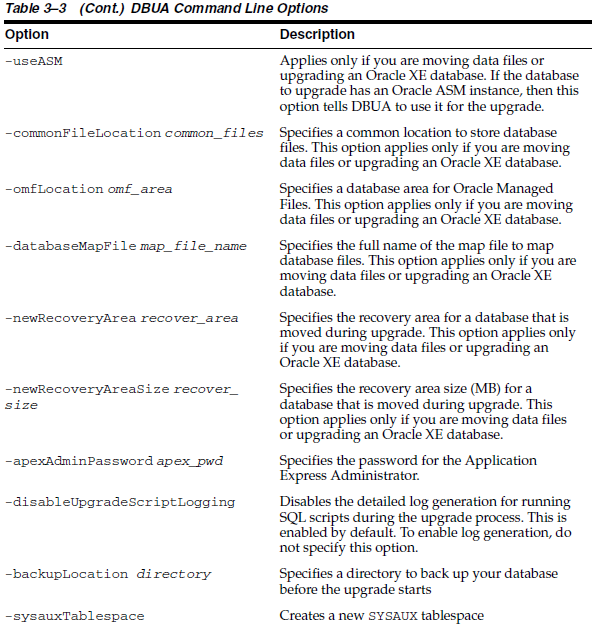 Table 3–3 (Cont.) DBUA Command Line Options
Option Description
-useASM Applies only if you are moving data files or
upgrading an Oracle XE database. If the database
to upgrade has an Oracle ASM instance, then this
option tells DBUA to use it for the upgrade.
-commonFileLocation common_files Specifies a common location to store database
files. This option applies only if you are moving
data files or upgrading an Oracle XE database.
-omfLocation omf_area Specifies a database area for Oracle Managed
Files. This option applies only if you are moving
data files or upgrading an Oracle XE database.
-databaseMapFile map_file_name Specifies the full name of the map file to map
database files. This option applies only if you are
moving data files or upgrading an Oracle XE
database.
-newRecoveryArea recover_area Specifies the recovery area for a database that is
moved during upgrade. This option applies only
if you are moving data files or upgrading an
Oracle XE database.
-newRecoveryAreaSize recover_ Specifies the recovery area size (MB) for a
size database that is moved during upgrade. This
option applies only if you are moving data files
or upgrading an Oracle XE database.
-apexAdminPassword apex_pwd Specifies the password for the Application
Express Administrator.
-disableUpgradeScriptLogging Disables the detailed log generation for running
SQL scripts during the upgrade process. This is
enabled by default. To enable log generation, do
not specify this option.
-backupLocation directory Specifies a directory to back up your database
before the upgrade starts
-sysauxTablespace Creates a new SYSAUX tablespace